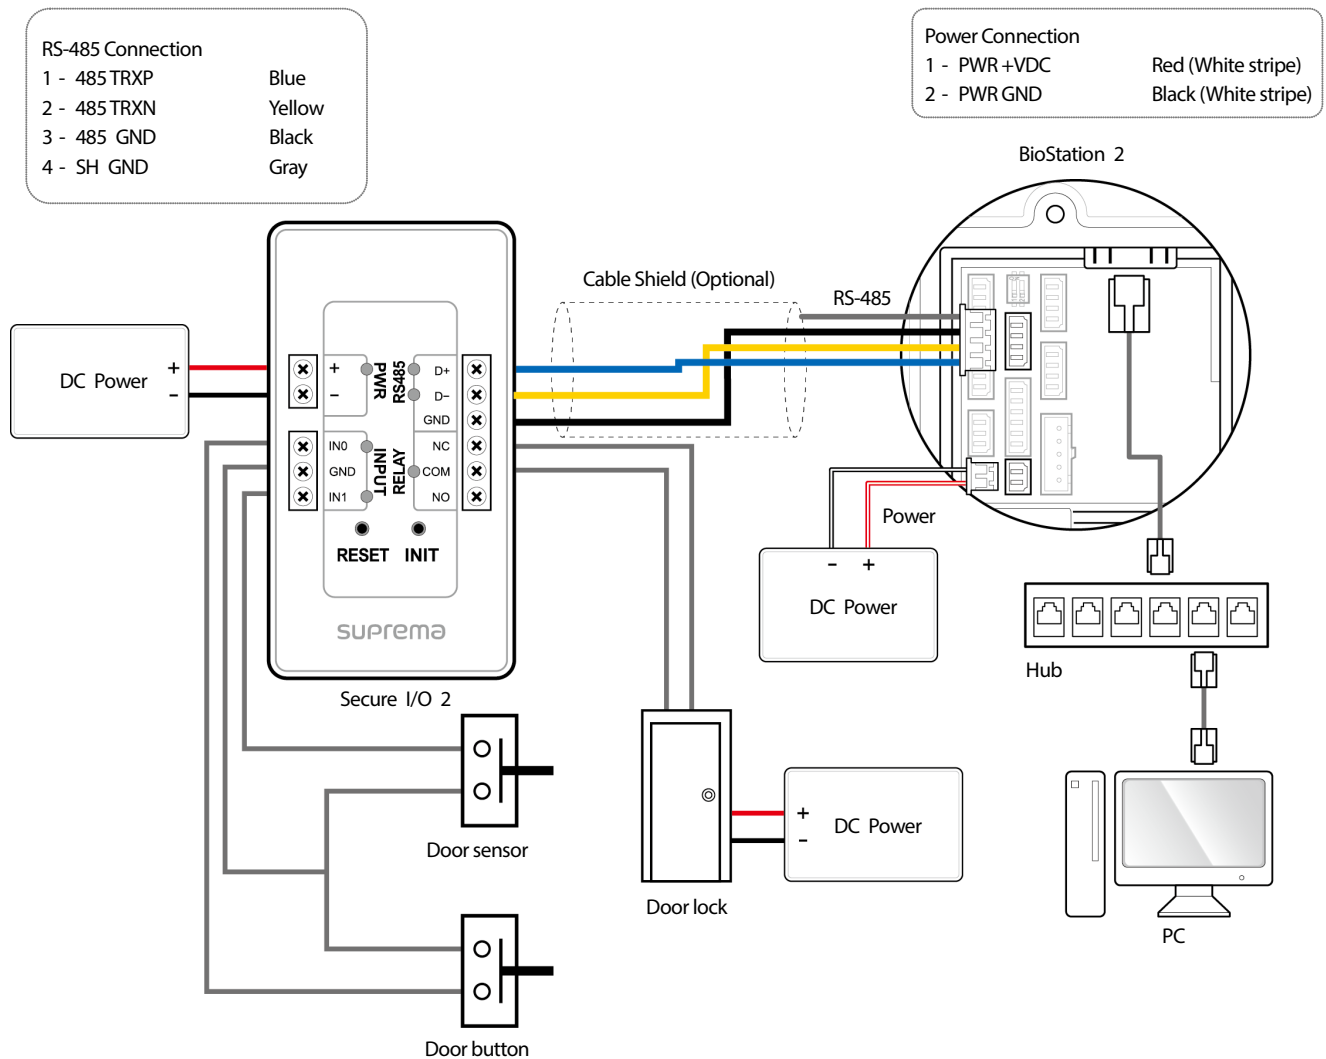 RS-485 Connection
1 - 485 TRXP Blue
2 - 485 TRXN Yellow
3 - 485 GND Black
4 - SH GND Gray
Power Connection
1 - PWR +VDC Red (White stripe)
2 - PWR GND Black (White stripe)
BioStation 2
Cable Shield (Optional)
RS-485
DC Power
+
-
+
-
PWR
RS485
D+
D-
GND
IN0
GND
IN1
INPUT
RELAY
NC
COM
NO
RESET INIT
suprema
Secure I/O 2
Power
- +
DC Power
Hub
Door sensor
Door lock
+
-
DC Power
PC
Door button